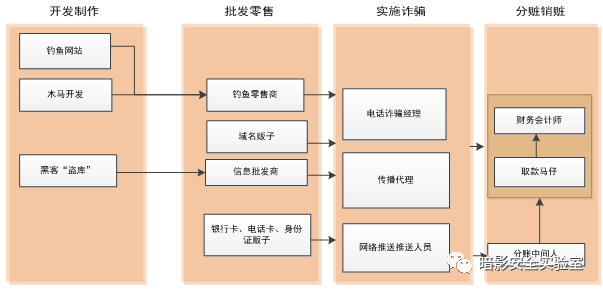 开发制作
批发零售
实施诈骗
分赃销赃
钓鱼网站
木马开发
黑客“盗库”
钓鱼零售商
域名贩子
信息批发商
银行卡、电话卡、身份
证贩子
电话诈骗经理
传播代理
网络推送推送人员
财务会计师
取款马仔
分账中间人
暗影安全实验室